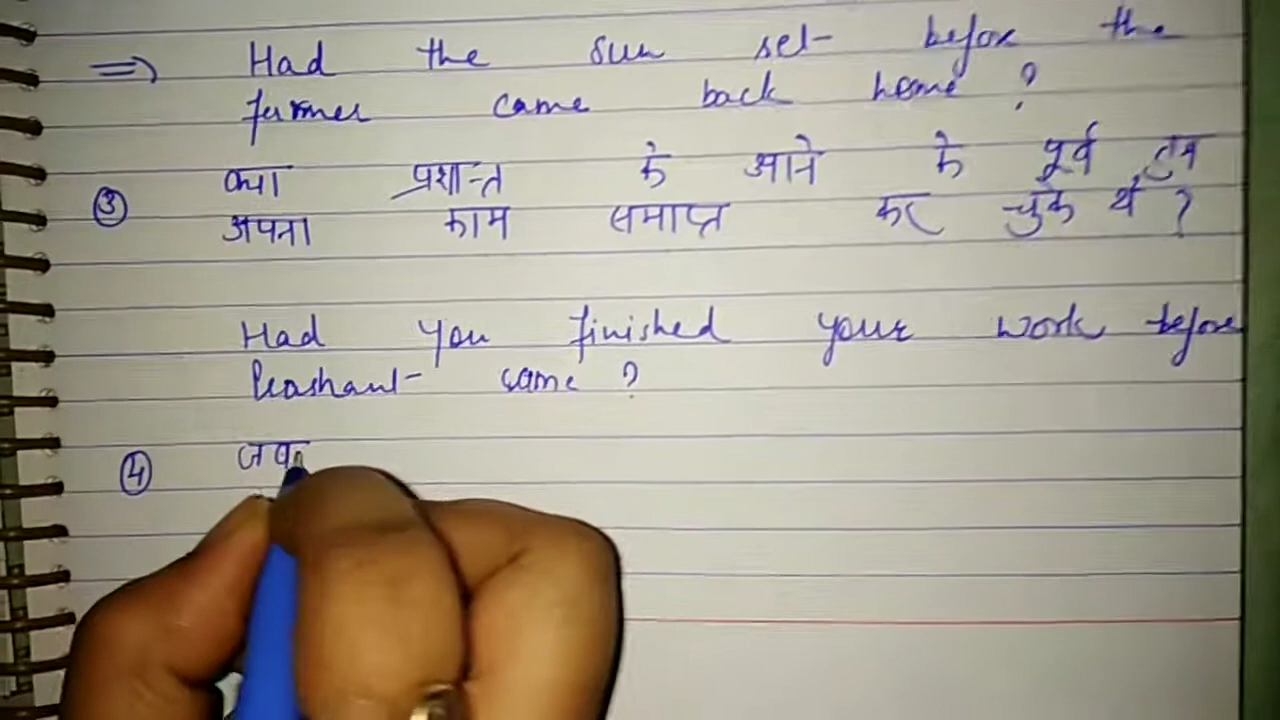 ⇒ Had the sun set before the
farmer came back home ?
③ क्या प्रशान्त के आने के पूर्व तुम
अपना काम समाप्त कर चुके थे ?
Had you finished your work before
Prashant came ?
④ जब